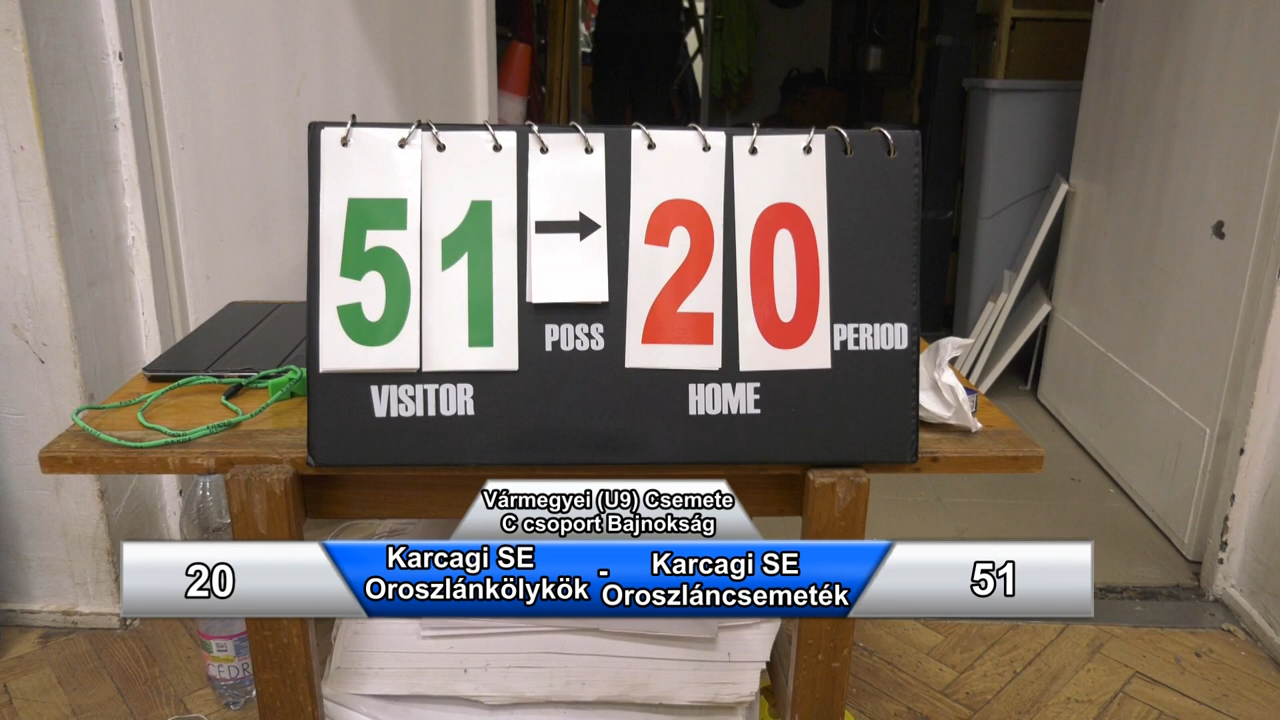 51 → 20
POSS
PERIOD
VISITOR
HOME
Vármegyei (U9) Csemete
C csoport Bajnokság
20
Karcagi SE
Oroszlánkölykök
-
Karcagi SE
Oroszláncsemeték
51
CÉDR